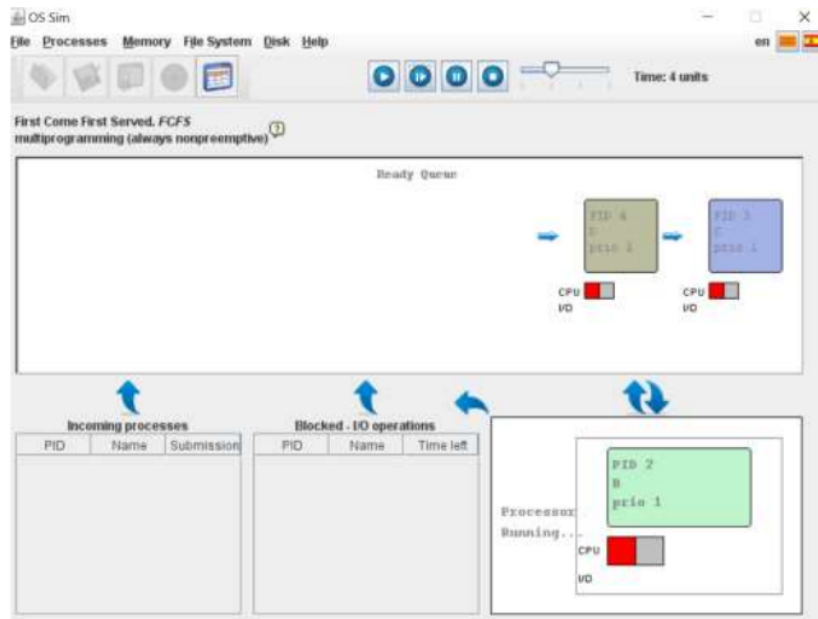 OS Sim
File Processes Memory File System Disk Help
en
Time: 4 units
First Come First Served. FCFS
multiprogramming (always nonpreemptive)
Ready Queue
PID 4
prio 1
CPU
I/O
PID 3
C
prio 1
CPU
I/O
Incoming processes
PID Name Submission
Blocked - I/O operations
PID Name Time left
Processor
Running...
PID 2
B
prio 1
CPU
I/O